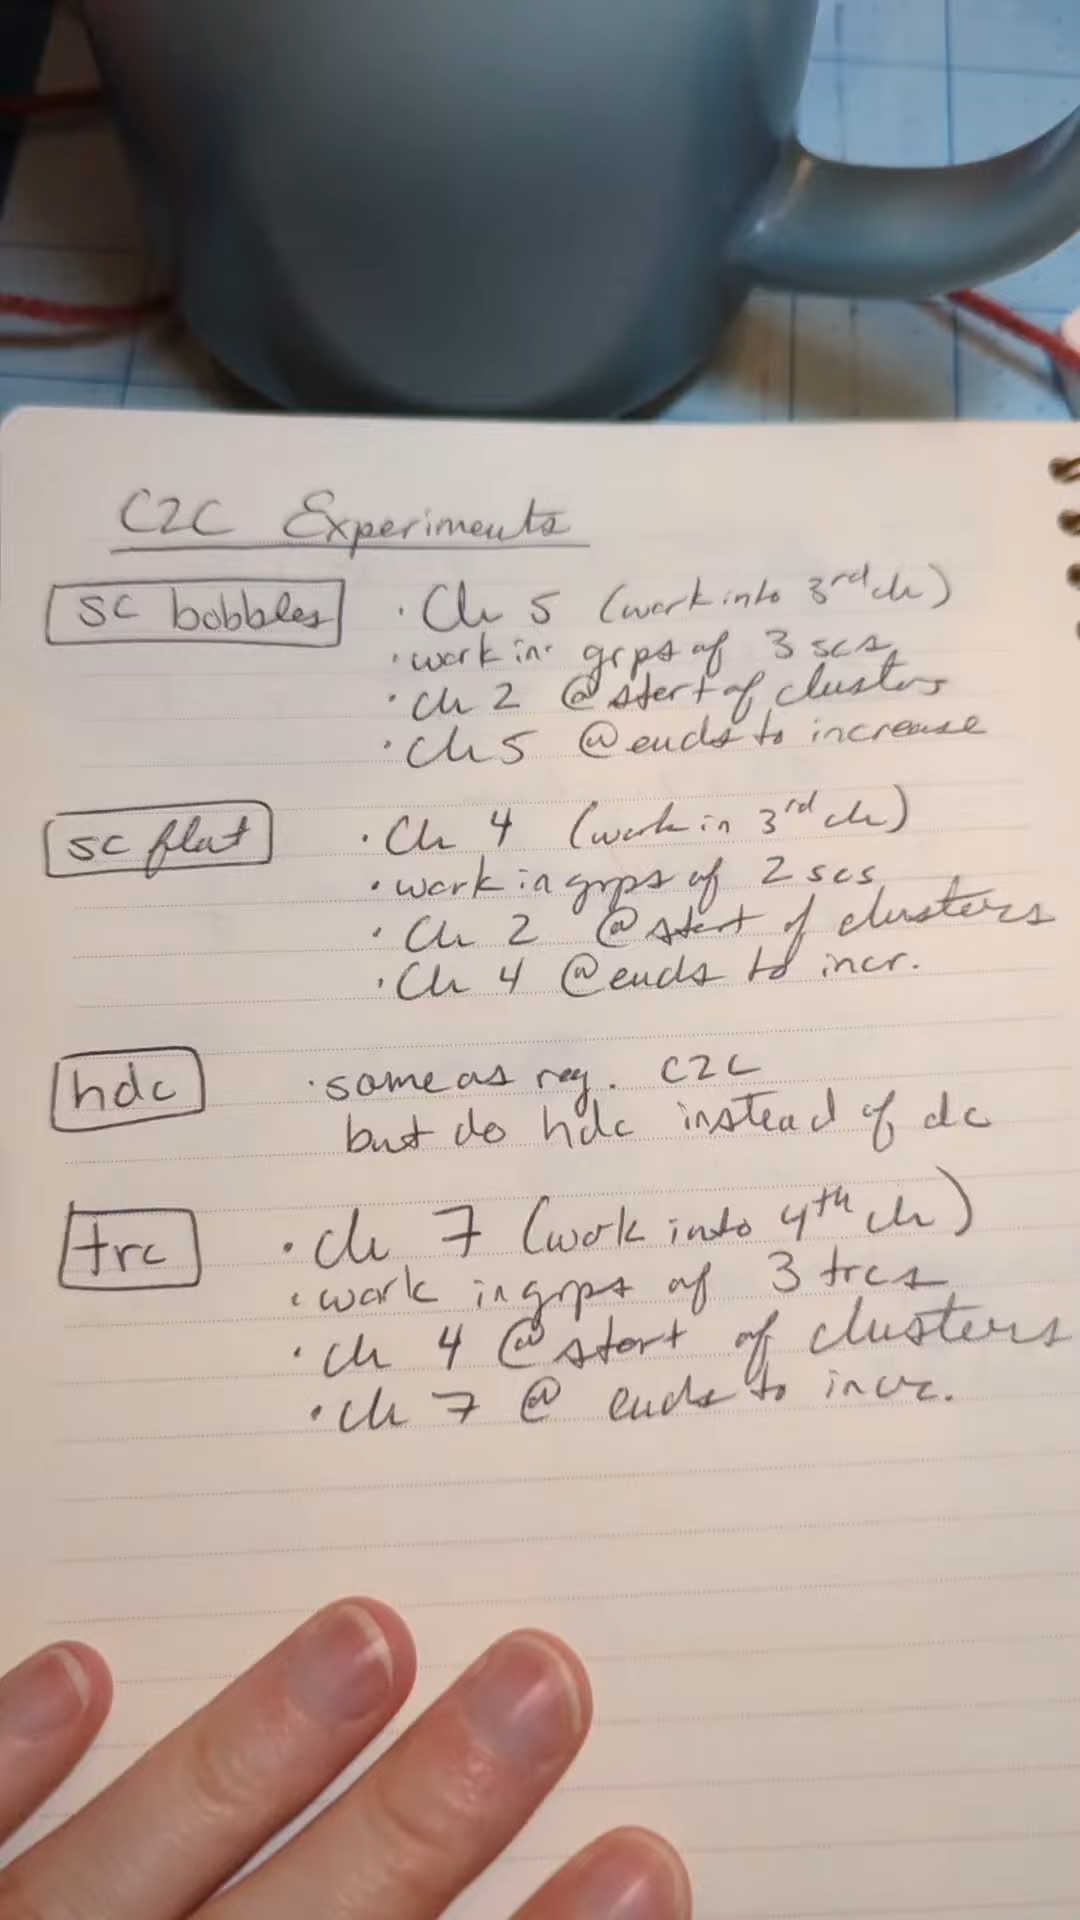 C2C Experiments
sc bobbles
· Ch 5 (work into 3rd ch)
· work in grps of 3 scs
· ch 2 @ start of clusters
· Ch 5 @ ends to increase
sc flat
· Ch 4 (work in 3rd ch)
· work in grps of 2 scs
· Ch 2 @ start of clusters
· Ch 4 @ ends to incr.
hdc
· same as reg. C2C
but do hdc instead of dc
trc
· ch 7 (work into 4th ch)
· work in grps of 3 trcs
· ch 4 @ start of clusters
· ch 7 @ ends to incr.